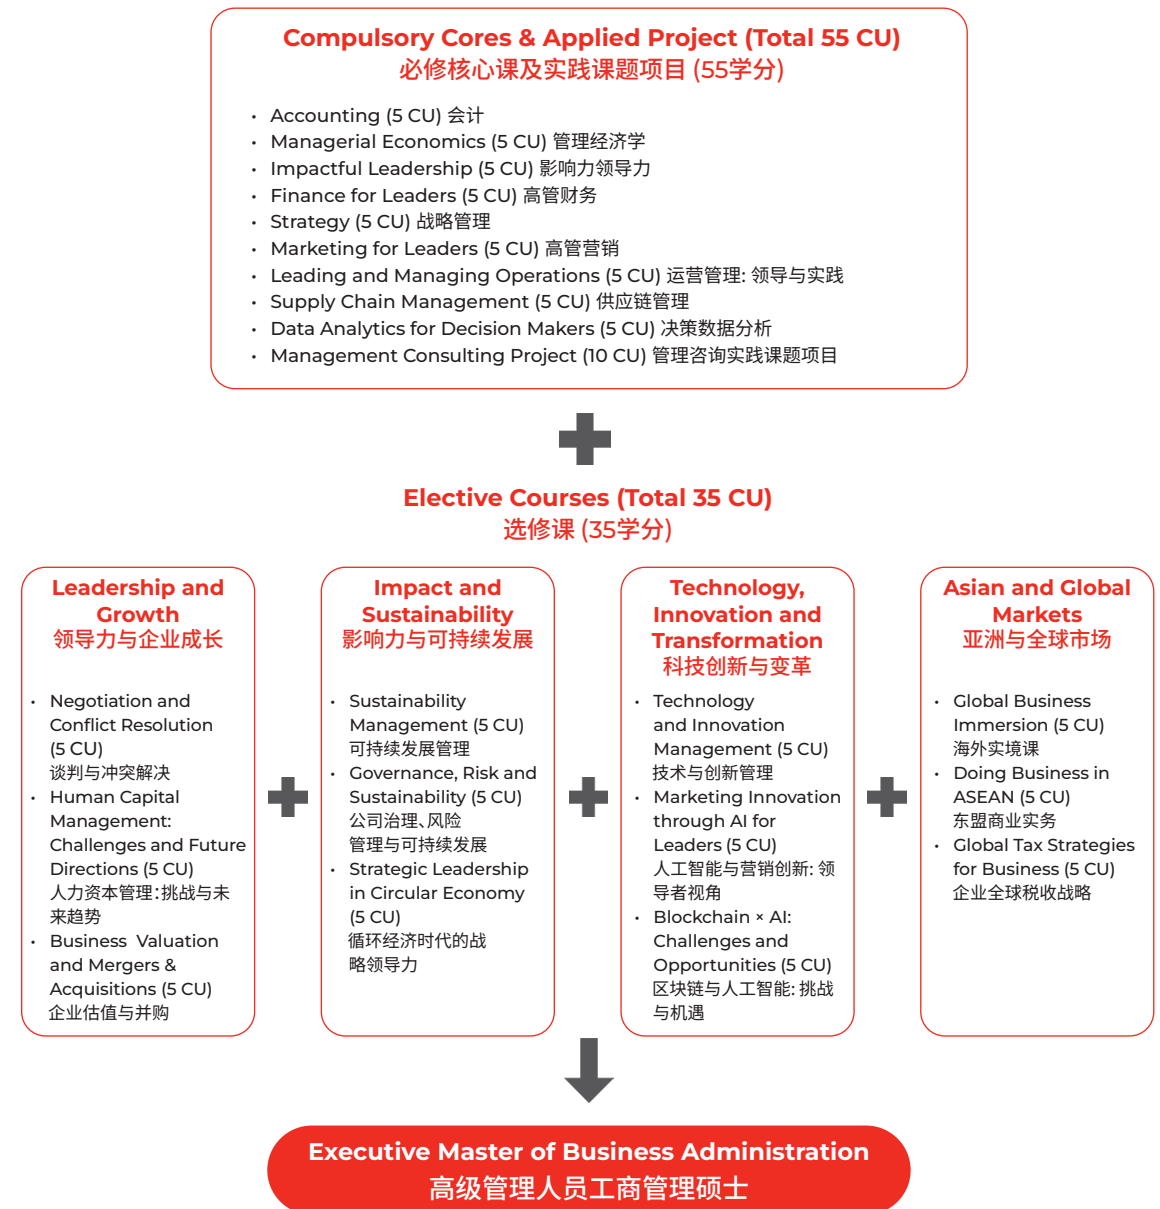 Compulsory Cores & Applied Project (Total 55 CU)
必修核心课及实践课题项目 (55学分)
• Accounting (5 CU) 会计
• Managerial Economics (5 CU) 管理经济学
• Impactful Leadership (5 CU) 影响力领导力
• Finance for Leaders (5 CU) 高管财务
• Strategy (5 CU) 战略管理
• Marketing for Leaders (5 CU) 高管营销
• Leading and Managing Operations (5 CU) 运营管理: 领导与实践
• Supply Chain Management (5 CU) 供应链管理
• Data Analytics for Decision Makers (5 CU) 决策数据分析
• Management Consulting Project (10 CU) 管理咨询实践课题项目
Elective Courses (Total 35 CU)
选修课 (35学分)
Leadership and
Growth
领导力与企业成长
• Negotiation and
Conflict Resolution
(5 CU)
谈判与冲突解决
• Human Capital
Management:
Challenges and Future
Directions (5 CU)
人力资本管理：挑战与未
来趋势
• Business Valuation
and Mergers &
Acquisitions (5 CU)
企业估值与并购
Impact and
Sustainability
影响力与可持续发展
• Sustainability
Management (5 CU)
可持续发展管理
• Governance, Risk and
Sustainability (5 CU)
公司治理、风险
管理与可持续发展
• Strategic Leadership
in Circular Economy
(5 CU)
循环经济时代的战
略领导力
Technology,
Innovation and
Transformation
科技创新与变革
• Technology
and Innovation
Management (5 CU)
技术与创新管理
• Marketing Innovation
through AI for
Leaders (5 CU)
人工智能与营销创新: 领
导者视角
• Blockchain × AI:
Challenges and
Opportunities (5 CU)
区块链与人工智能: 挑战
与机遇
Asian and Global
Markets
亚洲与全球市场
• Global Business
Immersion (5 CU)
海外实境课
• Doing Business in
ASEAN (5 CU)
东盟商业实务
• Global Tax Strategies
for Business (5 CU)
企业全球税收战略
Executive Master of Business Administration
高级管理人员工商管理硕士